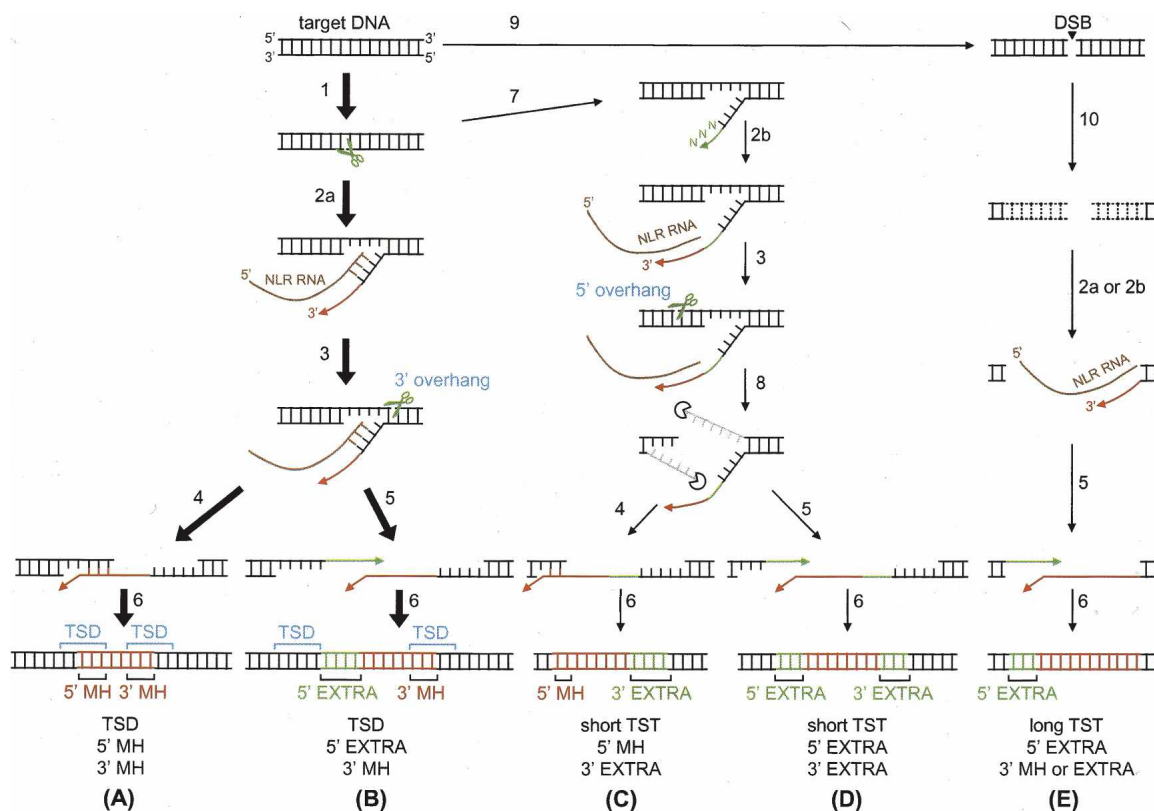 target DNA
9
DSB
5' 3'
3' 5'
1
7
10
N N N
2b
2a
5'
NLR RNA
3'
5'
NLR RNA
3'
3
2a or 2b
5' overhang
3
3' overhang
8
5'
NLR RNA
3'
4
5
4
5
5
6
6
6
6
6
TSD TSD TSD TSD
5' MH 3' MH 5' EXTRA 3' MH 5' MH 3' EXTRA 5' EXTRA 3' EXTRA 5' EXTRA
TSD TSD short TST short TST long TST
5' MH 5' EXTRA 5' MH 5' EXTRA 5' EXTRA
3' MH 3' MH 3' EXTRA 3' EXTRA 3' MH or EXTRA
(A) (B) (C) (D) (E)